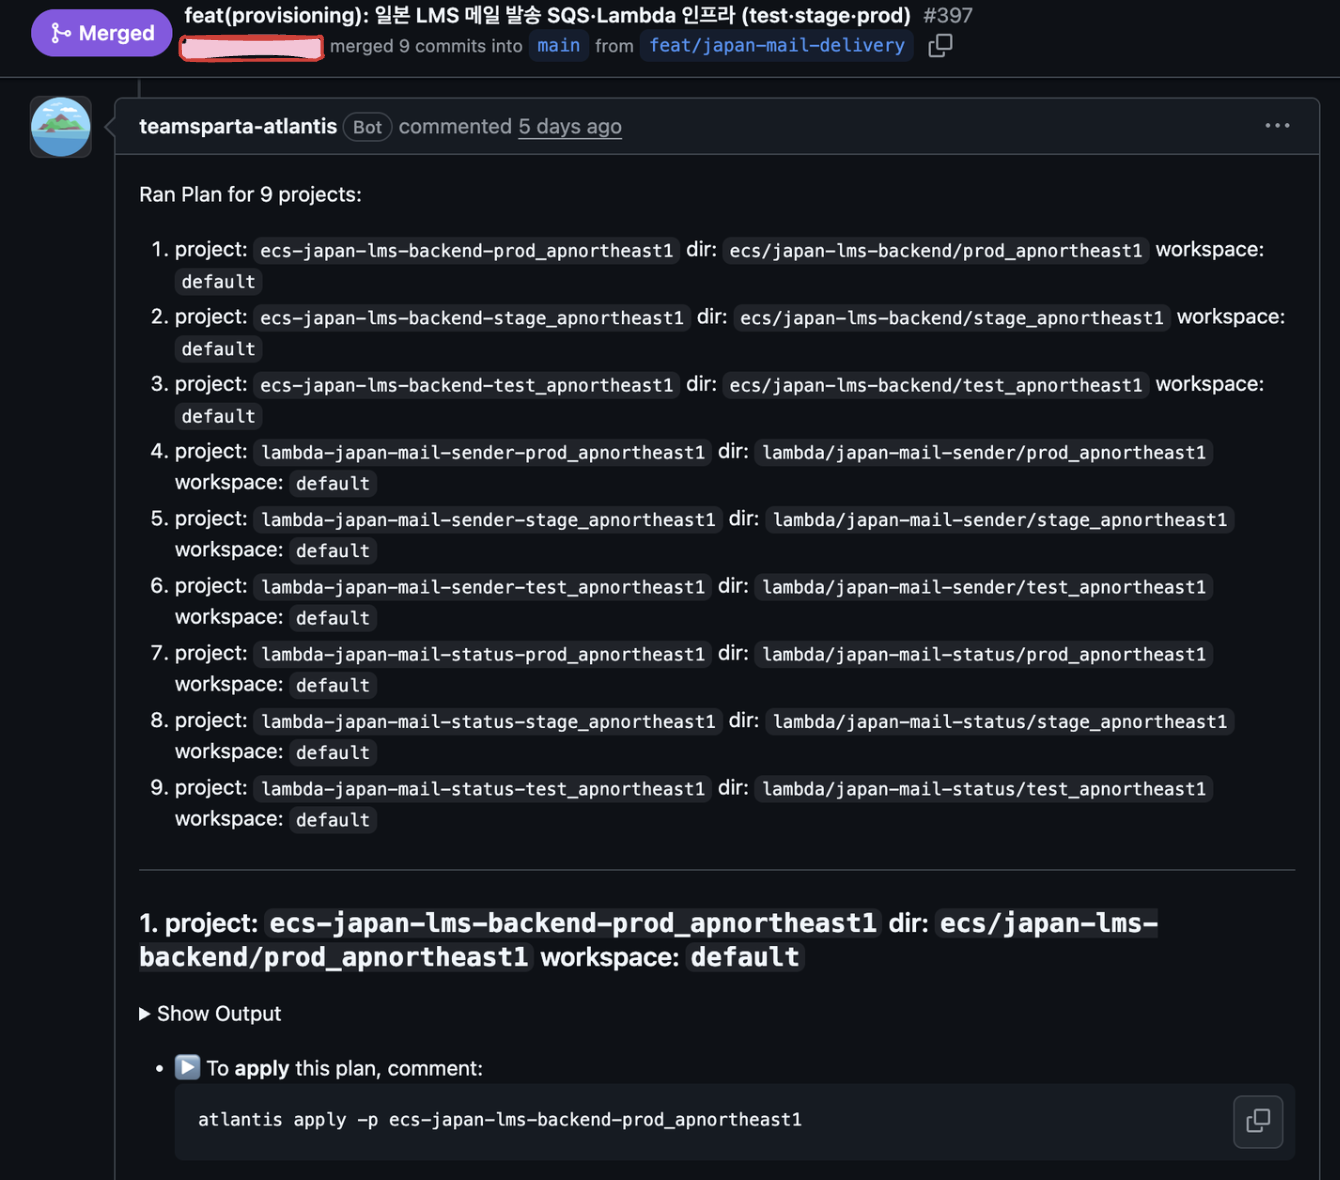 Merged
feat(provisioning): 일본 LMS 메일 발송 SQS·Lambda 인프라 (test·stage·prod) #397
merged 9 commits into main from feat/japan-mail-delivery
teamsparta-atlantis Bot commented 5 days ago
Ran Plan for 9 projects:
1. project: ecs-japan-lms-backend-prod_apnortheast1 dir: ecs/japan-lms-backend/prod_apnortheast1 workspace:
default
2. project: ecs-japan-lms-backend-stage_apnortheast1 dir: ecs/japan-lms-backend/stage_apnortheast1 workspace:
default
3. project: ecs-japan-lms-backend-test_apnortheast1 dir: ecs/japan-lms-backend/test_apnortheast1 workspace:
default
4. project: lambda-japan-mail-sender-prod_apnortheast1 dir: lambda/japan-mail-sender/prod_apnortheast1
workspace: default
5. project: lambda-japan-mail-sender-stage_apnortheast1 dir: lambda/japan-mail-sender/stage_apnortheast1
workspace: default
6. project: lambda-japan-mail-sender-test_apnortheast1 dir: lambda/japan-mail-sender/test_apnortheast1
workspace: default
7. project: lambda-japan-mail-status-prod_apnortheast1 dir: lambda/japan-mail-status/prod_apnortheast1
workspace: default
8. project: lambda-japan-mail-status-stage_apnortheast1 dir: lambda/japan-mail-status/stage_apnortheast1
workspace: default
9. project: lambda-japan-mail-status-test_apnortheast1 dir: lambda/japan-mail-status/test_apnortheast1
workspace: default
1. project: ecs-japan-lms-backend-prod_apnortheast1 dir: ecs/japan-lms-
backend/prod_apnortheast1 workspace: default
Show Output
To apply this plan, comment:
atlantis apply -p ecs-japan-lms-backend-prod_apnortheast1